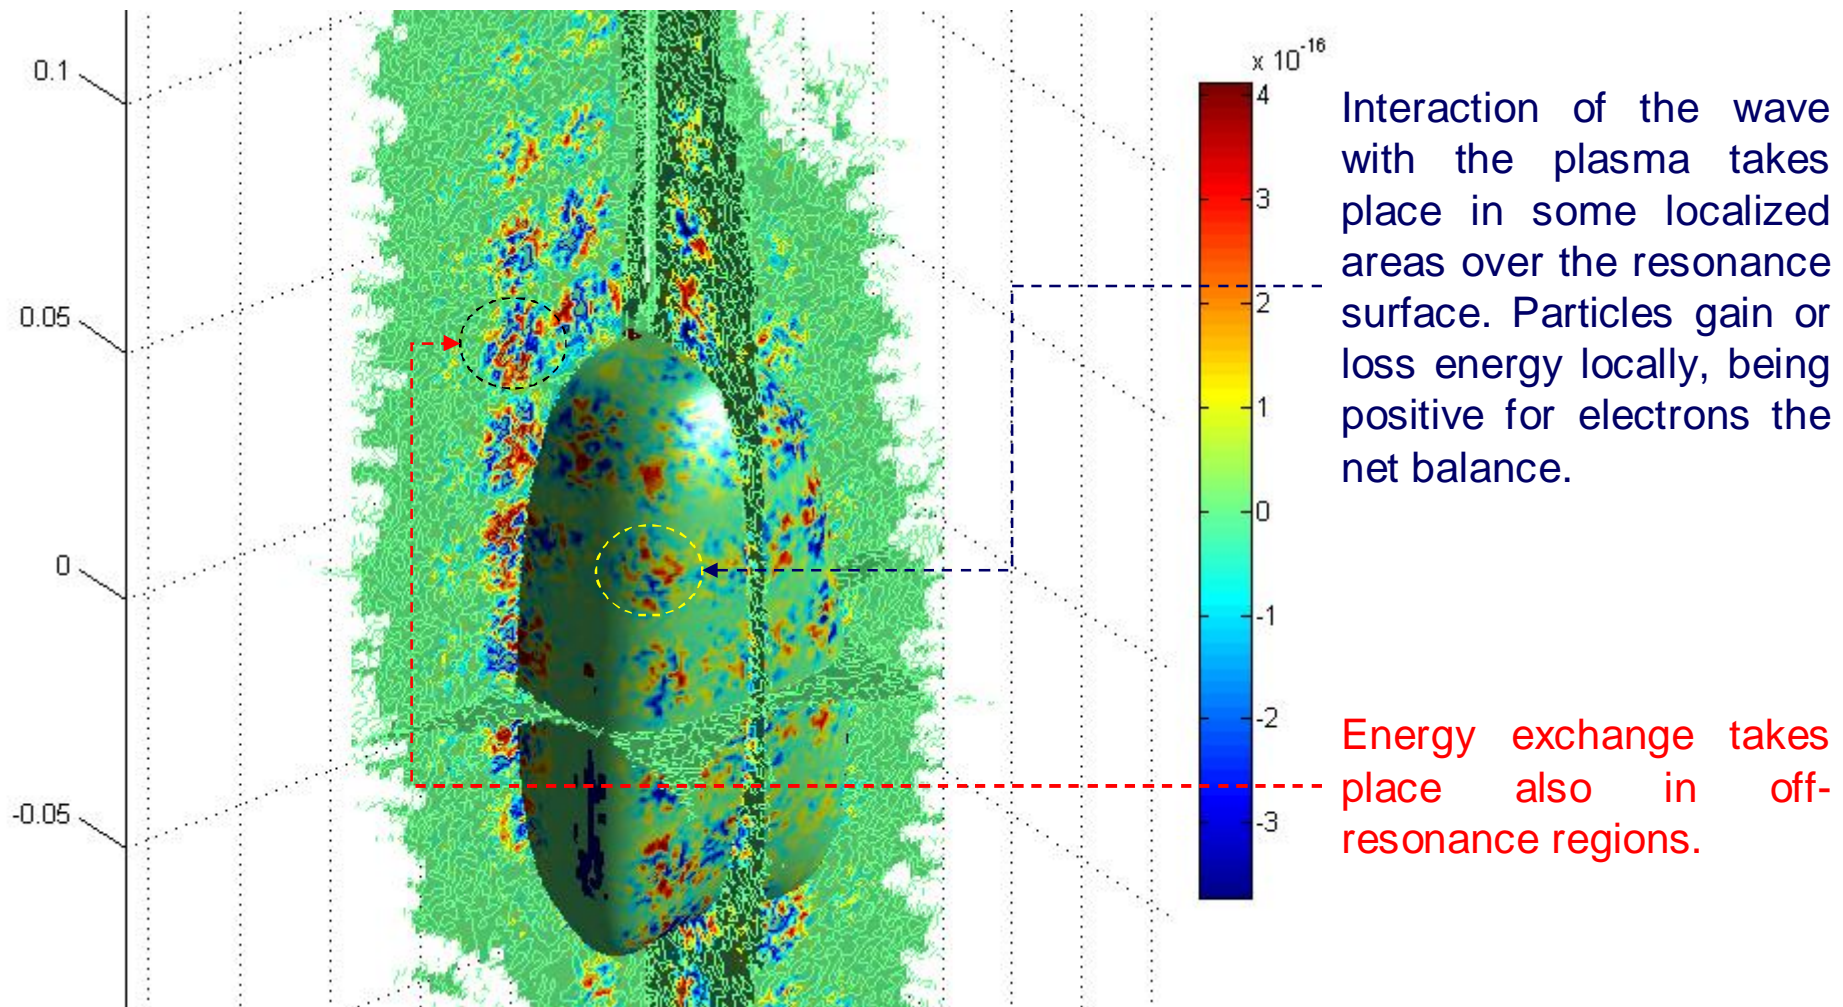 0.1
0.05
0
-0.05
x 10-16
4
3
2
1
0
-1
-2
-3
Interaction of the wave
with the plasma takes
place in some localized
areas over the resonance
surface. Particles gain or
loss energy locally, being
positive for electrons the
net balance.
Energy exchange takes
place also in off-
resonance regions.